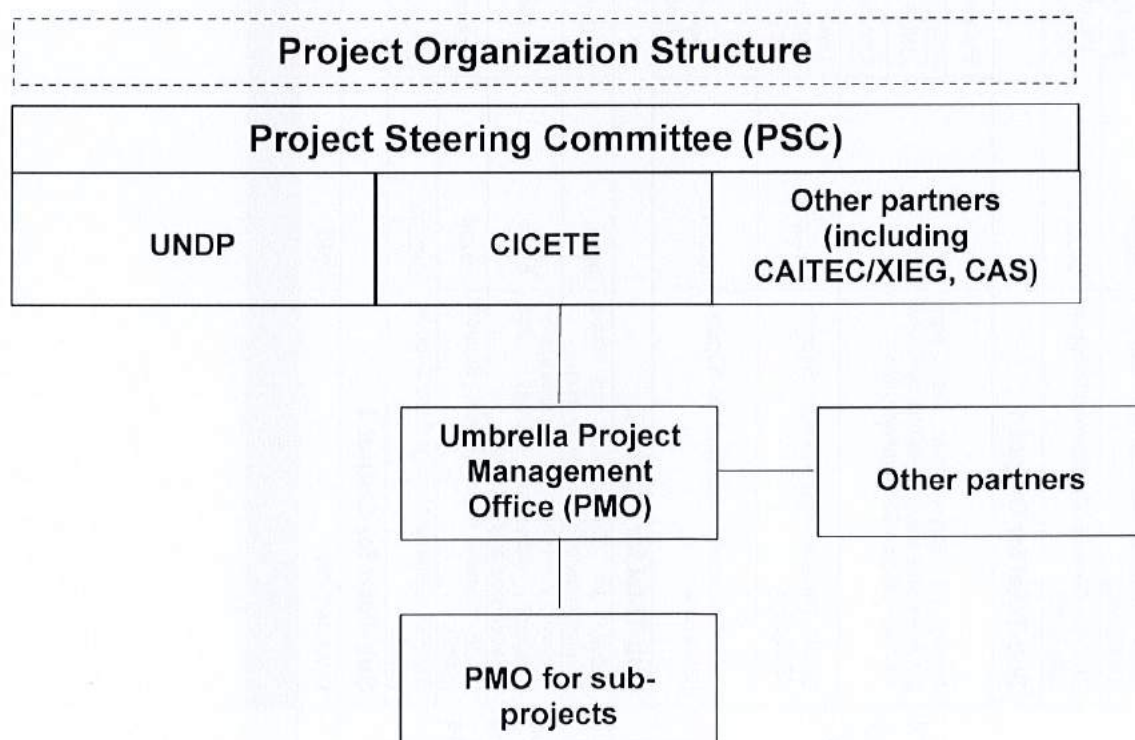 Project Organization Structure
Project Steering Committee (PSC)
UNDP
CICETE
Other partners
(including
CAITEC/XIEG, CAS)
Umbrella Project
Management
Office (PMO)
Other partners
PMO for sub-
projects